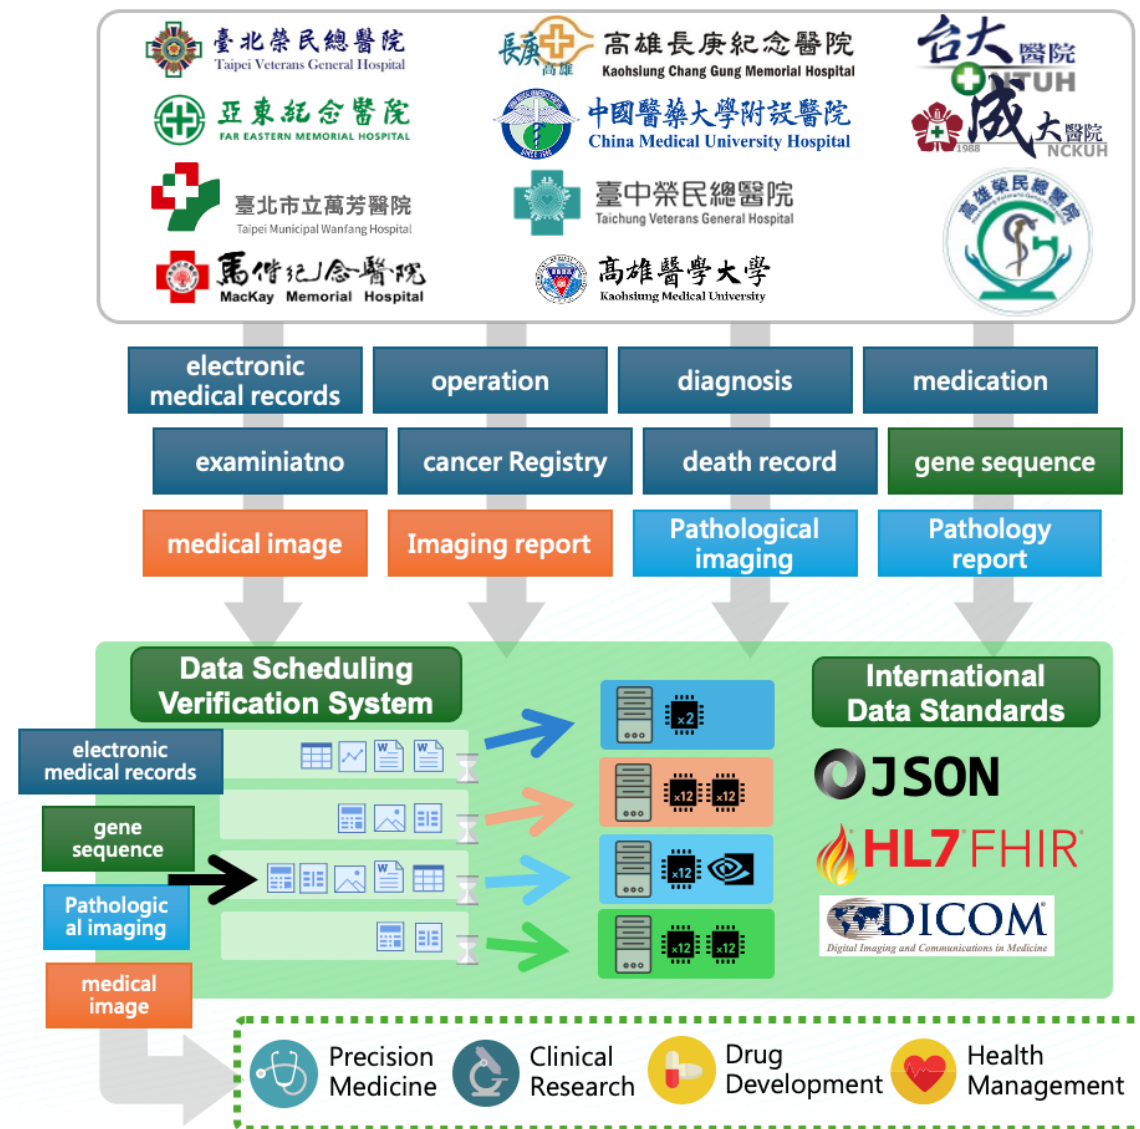 臺北榮民總醫院
Taipei Veterans General Hospital
長庚
高雄
高雄長庚紀念醫院
Kaohsiung Chang Gung Memorial Hospital
台大醫院
NTUH
亞東紀念醫院
FAR EASTERN MEMORIAL HOSPITAL
中國醫藥大學附設醫院
China Medical University Hospital
SINCE 1980
成大醫院
1988
NCKUH
臺北市立萬芳醫院
Taipei Municipal Wanfang Hospital
臺中榮民總醫院
Taichung Veterans General Hospital
高雄榮民總醫院
馬偕紀念醫院
MacKay Memorial Hospital
高雄醫學大學
Kaohsiung Medical University
electronic
medical records
operation
diagnosis
medication
examiniatno
cancer Registry
death record
gene sequence
medical image
Imaging report
Pathological
imaging
Pathology
report
Data Scheduling
Verification System
International
Data Standards
electronic
medical records
gene
sequence
Pathologic
al imaging
medical
image
W
W
W
x2
x12
x12
x12
x12
x12
JSON
HL7® FHIR®
DICOM®
Digital Imaging and Communications in Medicine
Precision
Medicine
Clinical
Research
Drug
Development
Health
Management